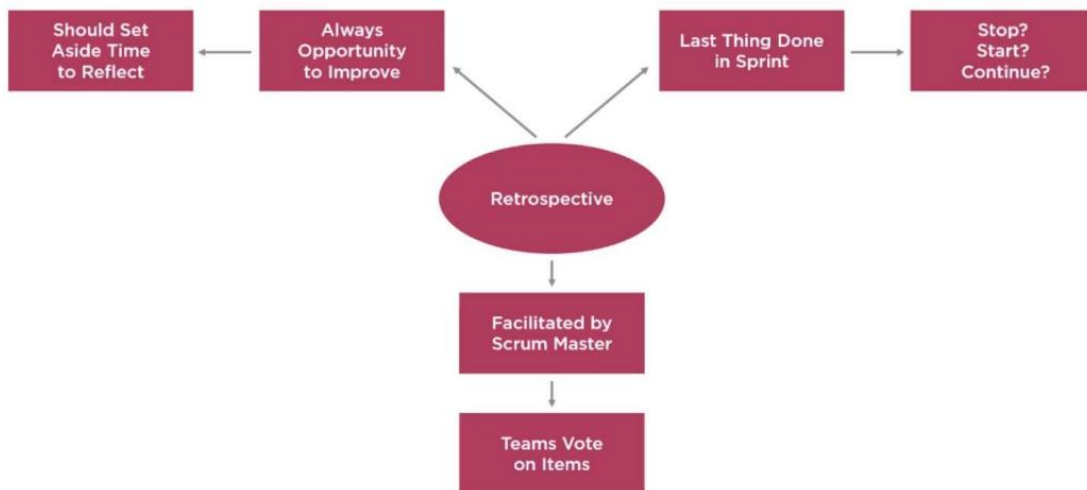 Should Set
Aside Time
to Reflect
Always
Opportunity
to Improve
Last Thing Done
in Sprint
Stop?
Start?
Continue?
Retrospective
Facilitated by
Scrum Master
Teams Vote
on Items